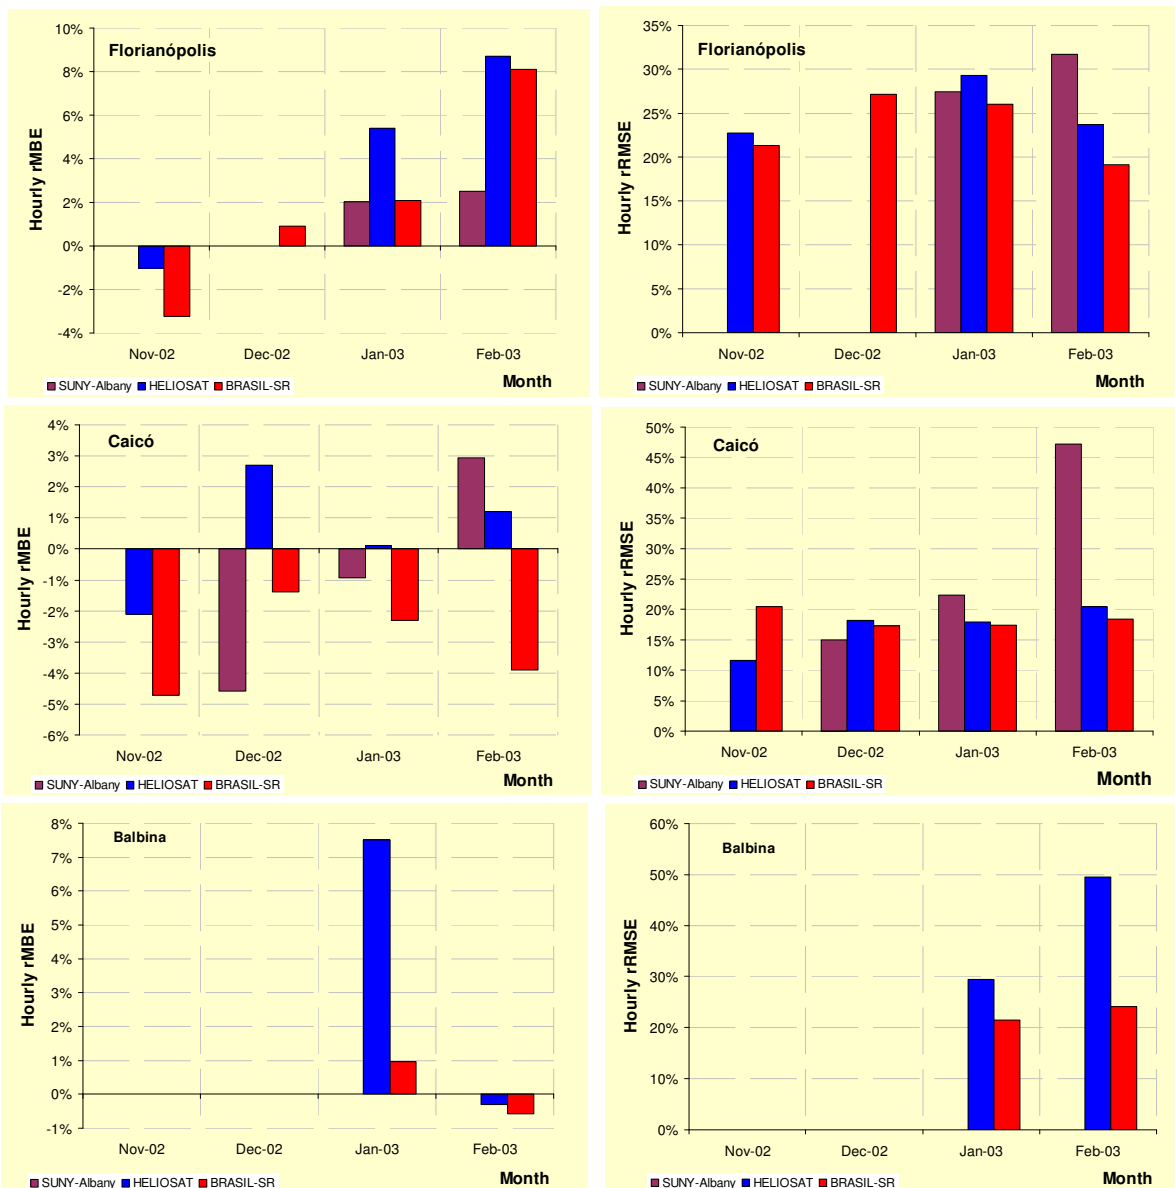 Florianópolis
Hourly rMBE
10%
8%
6%
4%
2%
0%
-2%
-4%
Nov-02 Dec-02 Jan-03 Feb-03
SUNY-Albany HELIOSAT BRASIL-SR
Month
Florianópolis
Hourly rRMSE
35%
30%
25%
20%
15%
10%
5%
0%
Nov-02 Dec-02 Jan-03 Feb-03
SUNY-Albany HELIOSAT BRASIL-SR
Month
Caicó
Hourly rMBE
4%
3%
2%
1%
0%
-1%
-2%
-3%
-4%
-5%
-6%
Nov-02 Dec-02 Jan-03 Feb-03
SUNY-Albany HELIOSAT BRASIL-SR
Month
Caicó
Hourly rRMSE
50%
45%
40%
35%
30%
25%
20%
15%
10%
5%
0%
Nov-02 Dec-02 Jan-03 Feb-03
SUNY-Albany HELIOSAT BRASIL-SR
Month
Balbina
Hourly rMBE
8%
7%
6%
5%
4%
3%
2%
1%
0%
-1%
Nov-02 Dec-02 Jan-03 Feb-03
SUNY-Albany HELIOSAT BRASIL-SR
Month
Balbina
Hourly rRMSE
60%
50%
40%
30%
20%
10%
0%
Nov-02 Dec-02 Jan-03 Feb-03
SUNY-Albany HELIOSAT BRASIL-SR
Month